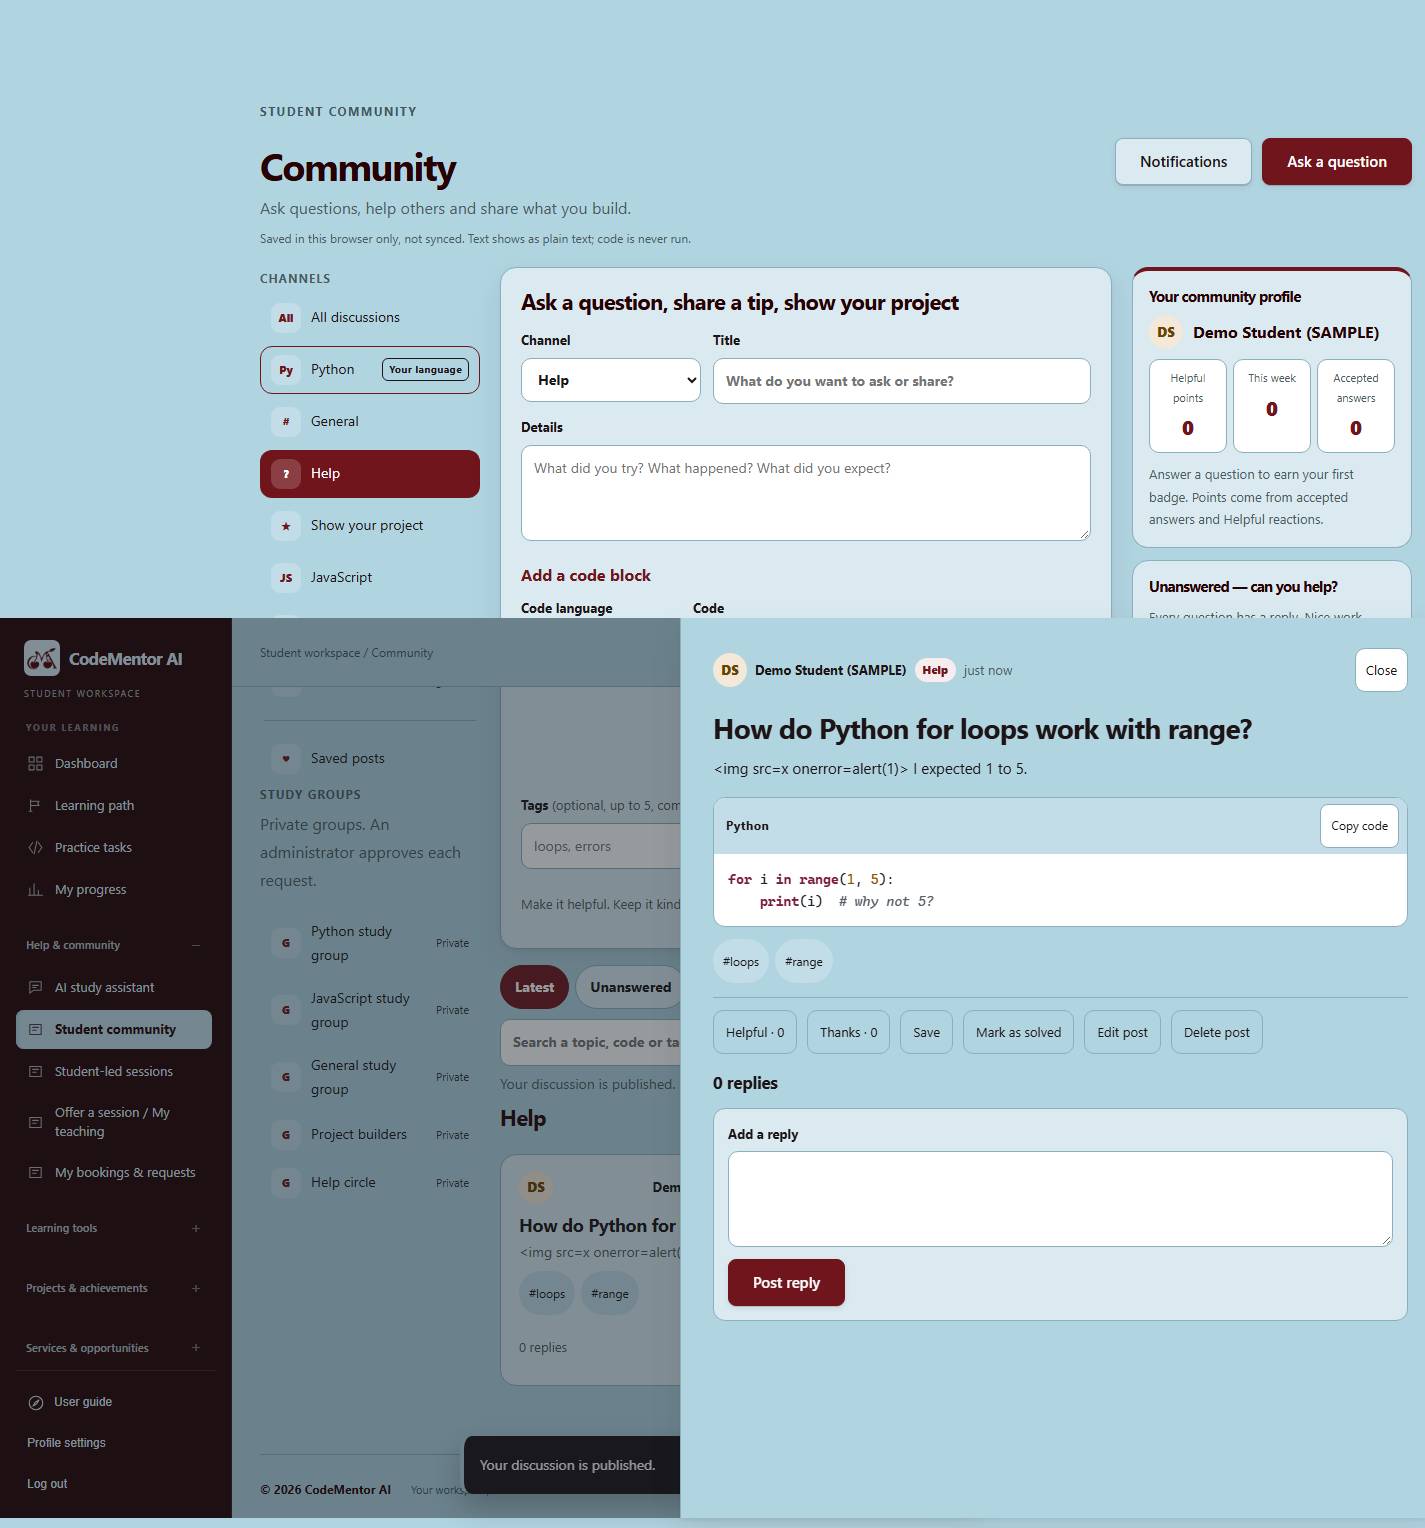 STUDENT COMMUNITY
Community
Ask questions, help others and share what you build.
Saved in this browser only, not synced. Text shows as plain text; code is never run.
Notifications
Ask a question
CHANNELS
All All discussions
Py Python Your language
# General
? Help
★ Show your project
JS JavaScript
Ask a question, share a tip, show your project
Channel Title
Help What do you want to ask or share?
Details
What did you try? What happened? What did you expect?
Add a code block
Code language Code
Your community profile
DS Demo Student (SAMPLE)
Helpful points
0
This week
0
Accepted answers
0
Answer a question to earn your first
badge. Points come from accepted
answers and Helpful reactions.
Unanswered — can you help?
Every question has a reply. Nice work
CodeMentor AI
STUDENT WORKSPACE
YOUR LEARNING
Dashboard
Learning path
Practice tasks
My progress
Help & community –
AI study assistant
Student community
Student-led sessions
Offer a session / My
teaching
My bookings & requests
Learning tools +
Projects & achievements +
Services & opportunities +
User guide
Profile settings
Log out
Student workspace / Community
♥ Saved posts
STUDY GROUPS
Private groups. An
administrator approves each
request.
G Python study
group Private
G JavaScript study
group Private
G General study
group Private
G Project builders Private
G Help circle Private
Tags (optional, up to 5, com
loops, errors
Make it helpful. Keep it kind
Latest Unanswered
Search a topic, code or ta
Your discussion is published.
Help
DS Dem
How do Python for
<img src=x onerror=alert(
#loops #range
0 replies
Your discussion is published.
© 2026 CodeMentor AI Your works
DS Demo Student (SAMPLE) Help just now
Close
How do Python for loops work with range?
<img src=x onerror=alert(1)> I expected 1 to 5.
Python Copy code
for i in range(1, 5):
    print(i)  # why not 5?
#loops #range
Helpful · 0 Thanks · 0 Save Mark as solved Edit post Delete post
0 replies
Add a reply
Post reply